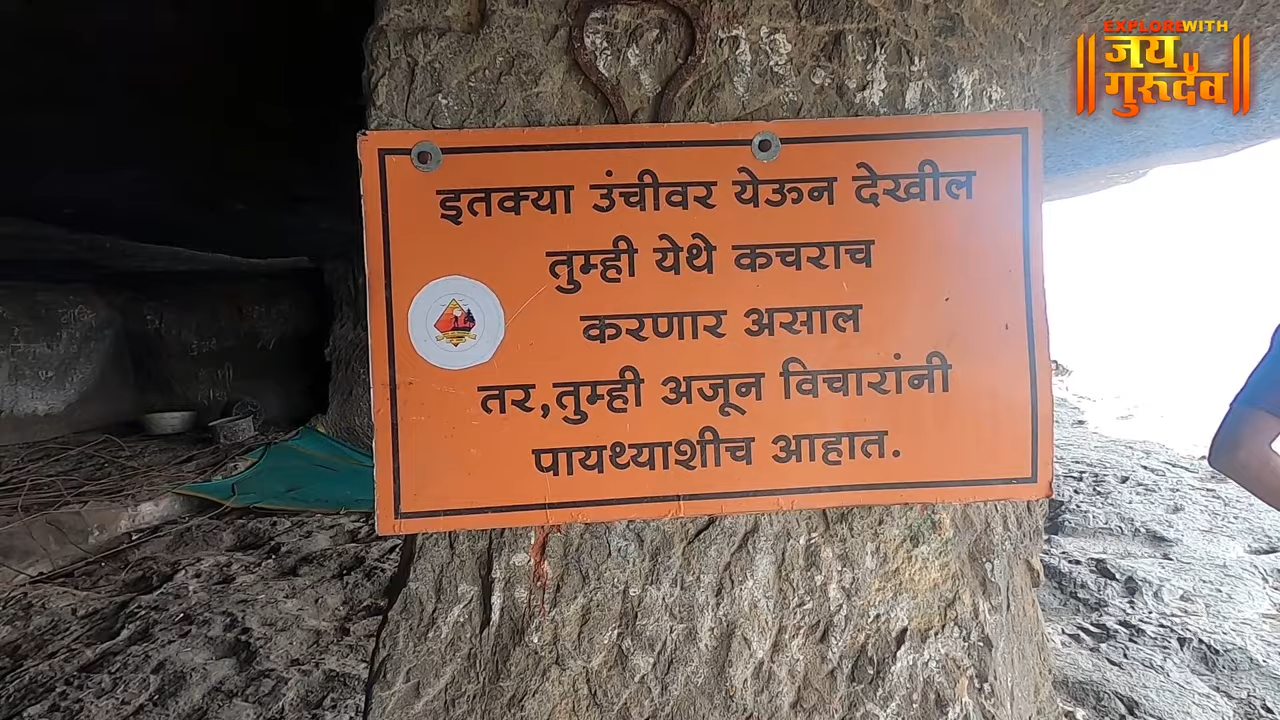 EXPLORE WITH
जय
गुरुदेव
इतक्या उंचीवर येऊन देखील
तुम्ही येथे कचराच
करणार असाल
तर,तुम्ही अजून विचारांनी
पायथ्याशीच आहात.